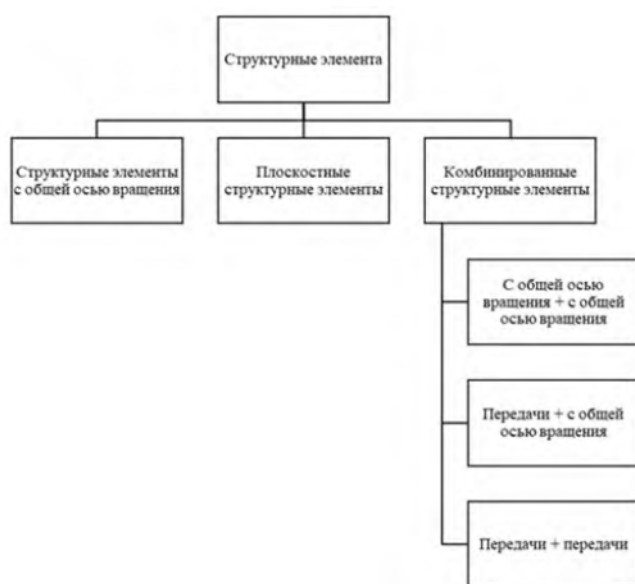 Структурные элемента
Структурные элементы
с общей осью вращения
Плоскостные
структурные элементы
Комбинированные
структурные элементы
С общей осью
вращения + с общей
осью вращения
Передачи + с общей
осью вращения
Передачи + передачи